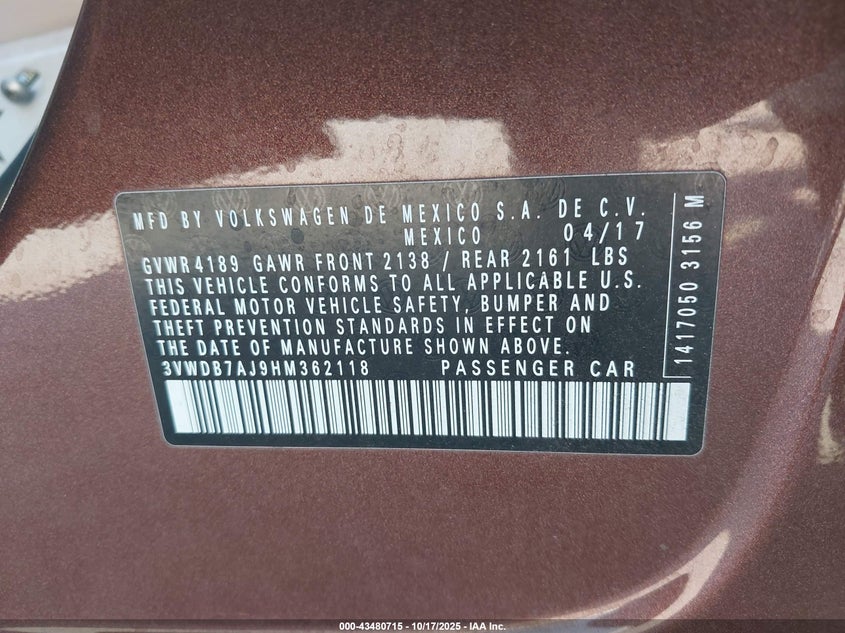 MFD BY VOLKSWAGEN DE MEXICO S.A. DE C.V.
MEXICO 04/17
GVWR 4189 GAWR FRONT 2138 / REAR 2161 LBS
THIS VEHICLE CONFORMS TO ALL APPLICABLE U.S.
FEDERAL MOTOR VEHICLE SAFETY, BUMPER AND
THEFT PREVENTION STANDARDS IN EFFECT ON
THE DATE OF MANUFACTURE SHOWN ABOVE.
3VWDB7AJ9HM362118 PASSENGER CAR
1417050 3156 M
000-43480715 - 10/17/2025 - IAA Inc.